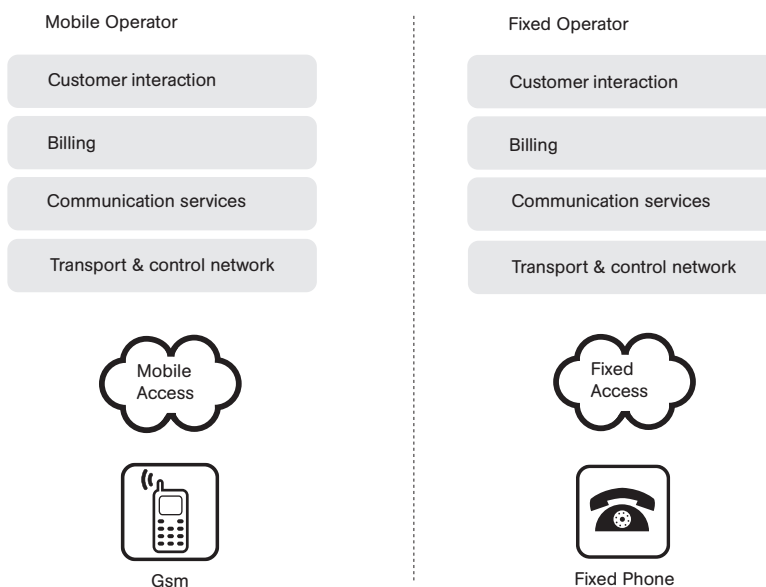 Mobile Operator
Customer interaction
Billing
Communication services
Transport & control network
Mobile
Access
Gsm
Fixed Operator
Customer interaction
Billing
Communication services
Transport & control network
Fixed
Access
Fixed Phone